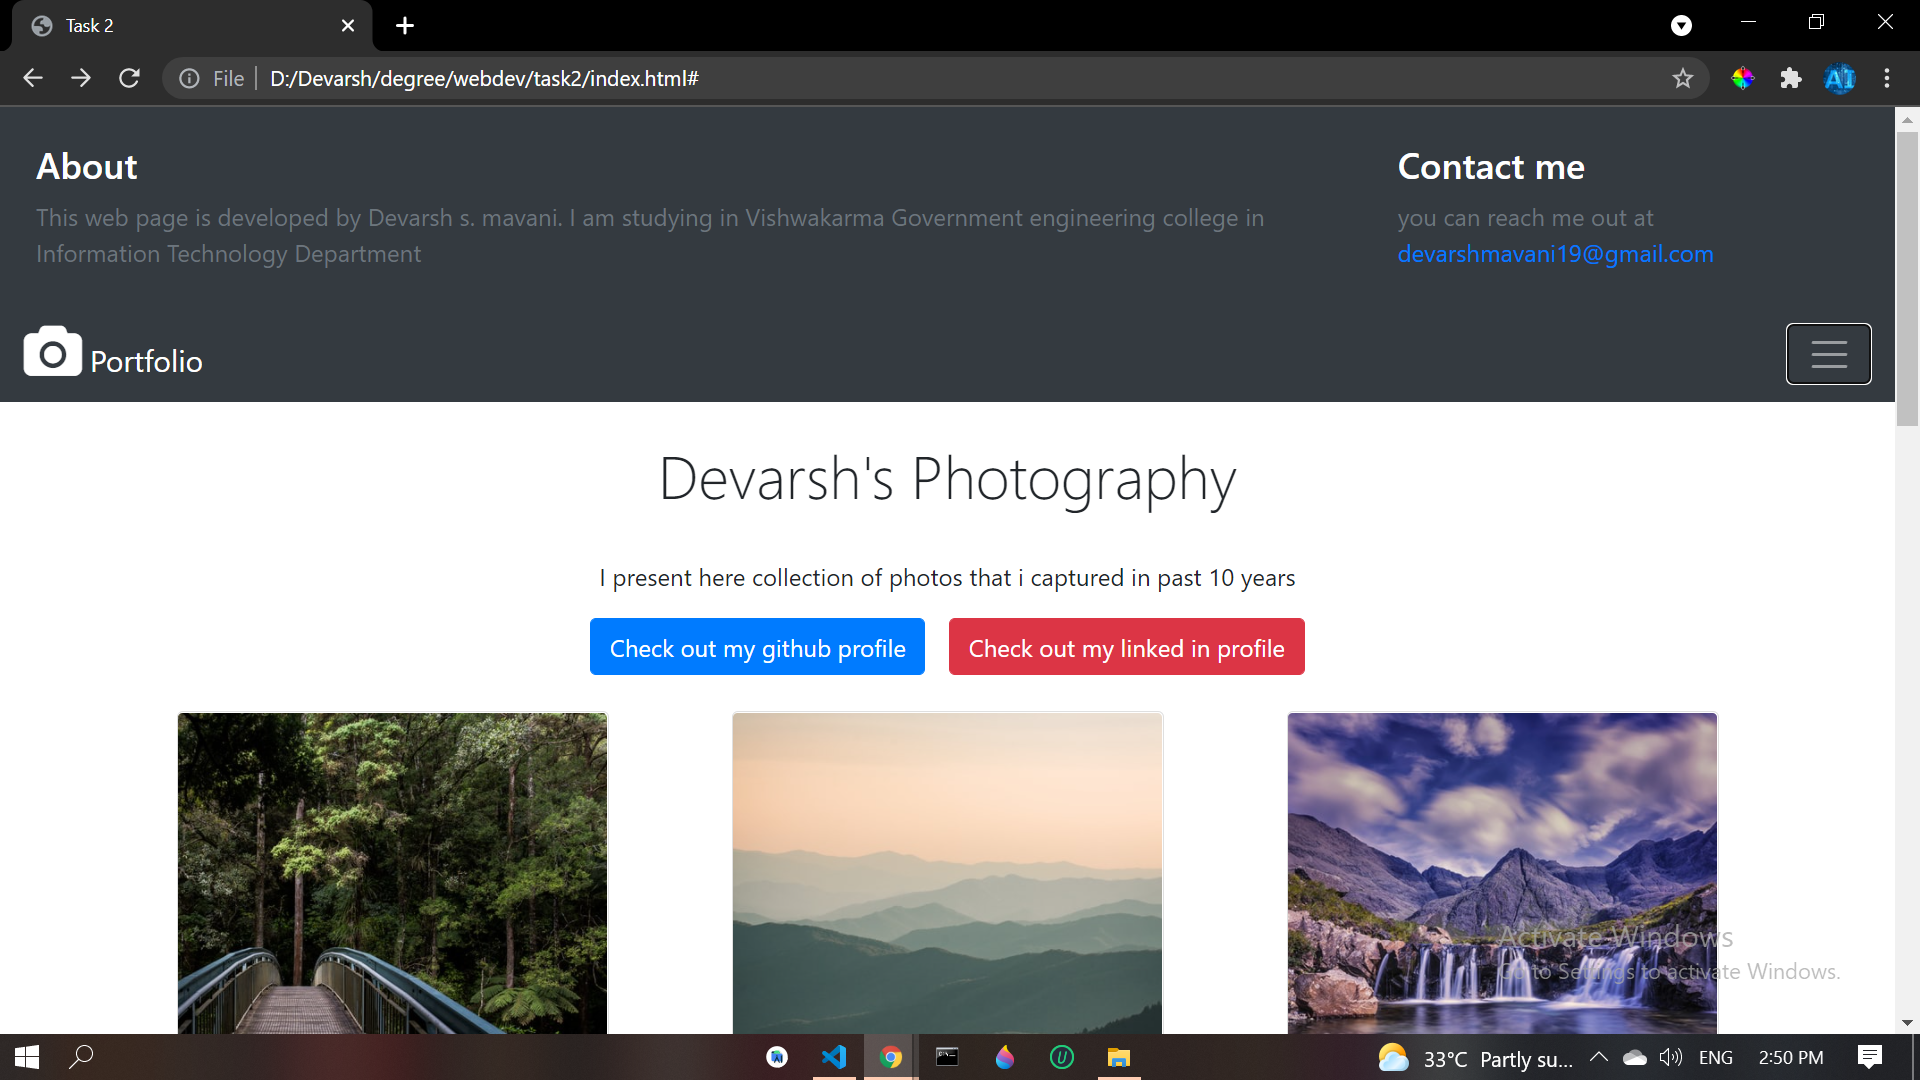 Task 2
File
D:/Devarsh/degree/webdev/task2/index.html#
About
This web page is developed by Devarsh s. mavani. I am studying in Vishwakarma Government engineering college in
Information Technology Department
Contact me
you can reach me out at
devarshmavani19@gmail.com
Portfolio
Devarsh's Photography
I present here collection of photos that i captured in past 10 years
Check out my github profile
Check out my linked in profile
Activate Windows
Go to Settings to activate Windows.
33°C Partly su...
ENG
2:50 PM